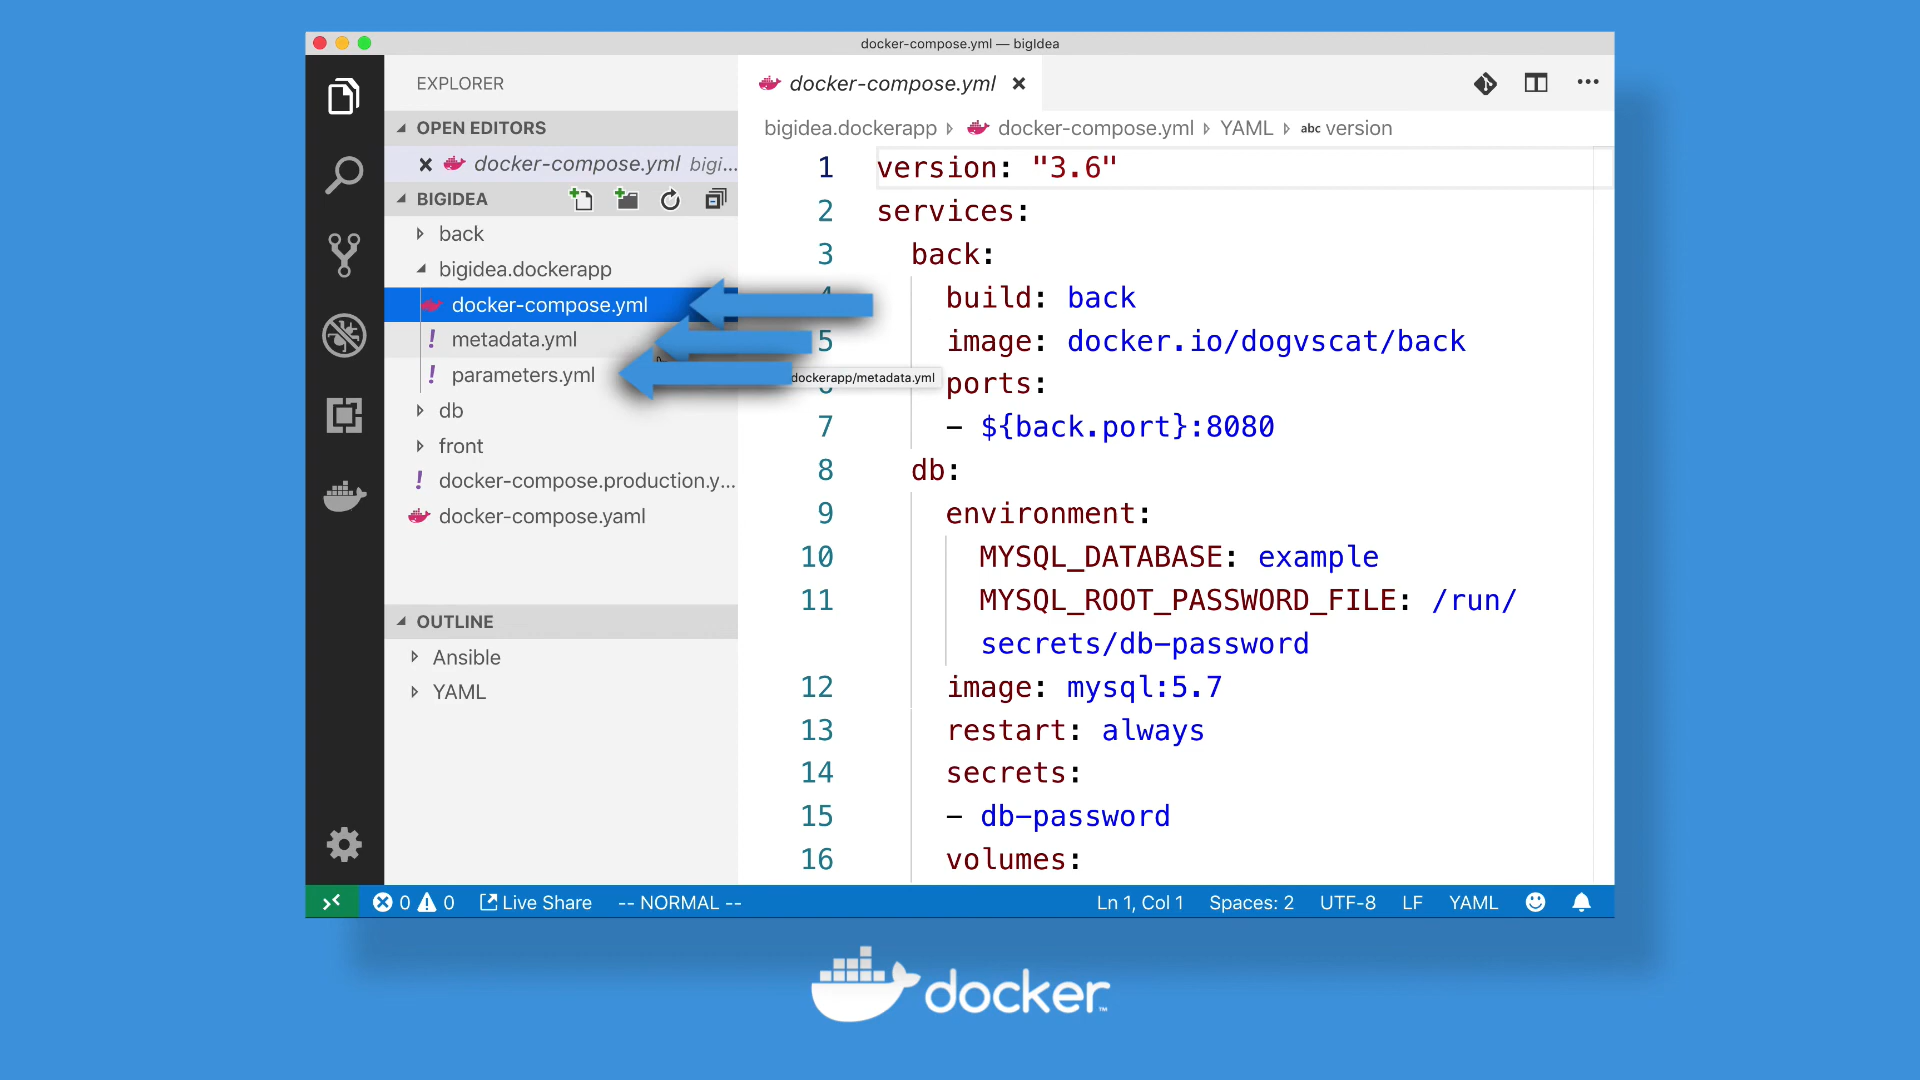 docker-compose.yml — bigIdea
EXPLORER
OPEN EDITORS
docker-compose.yml bigi...
BIGIDEA
back
bigidea.dockerapp
docker-compose.yml
metadata.yml
parameters.yml
db
front
docker-compose.production.y...
docker-compose.yaml
OUTLINE
Ansible
YAML
docker-compose.yml
bigidea.dockerapp docker-compose.yml YAML abc version
1 version: "3.6"
2 services:
3 back:
build: back
5 image: docker.io/dogvscat/back
dockerapp/metadata.yml
ports:
7 - ${back.port}:8080
8 db:
9 environment:
10 MYSQL_DATABASE: example
11 MYSQL_ROOT_PASSWORD_FILE: /run/
secrets/db-password
12 image: mysql:5.7
13 restart: always
14 secrets:
15 - db-password
16 volumes:
0 0 Live Share -- NORMAL -- Ln 1, Col 1 Spaces: 2 UTF-8 LF YAML
docker™